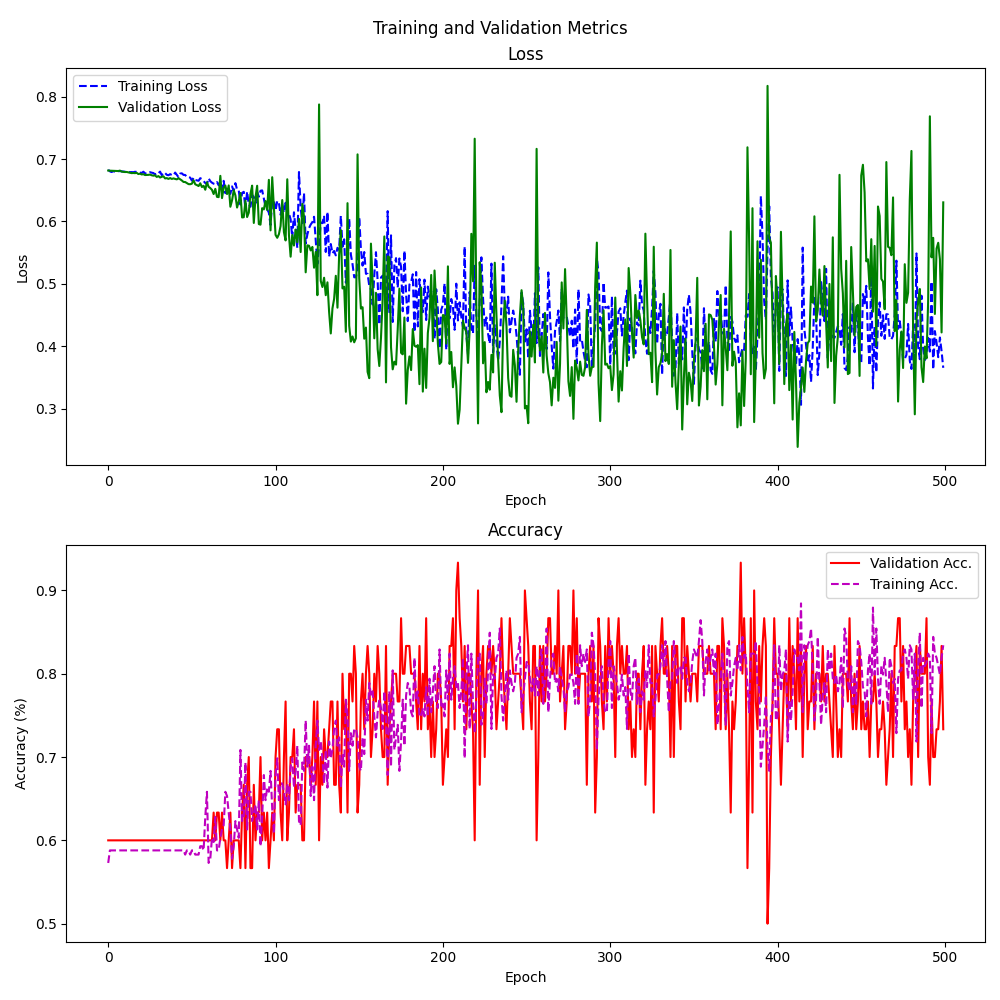 Training and Validation Metrics
Loss
Training Loss
Validation Loss
0.8
0.7
0.6
0.5
0.4
0.3
Loss
0 100 200 300 400 500
Epoch
Accuracy
Validation Acc.
Training Acc.
0.9
0.8
0.7
0.6
0.5
Accuracy (%)
0 100 200 300 400 500
Epoch